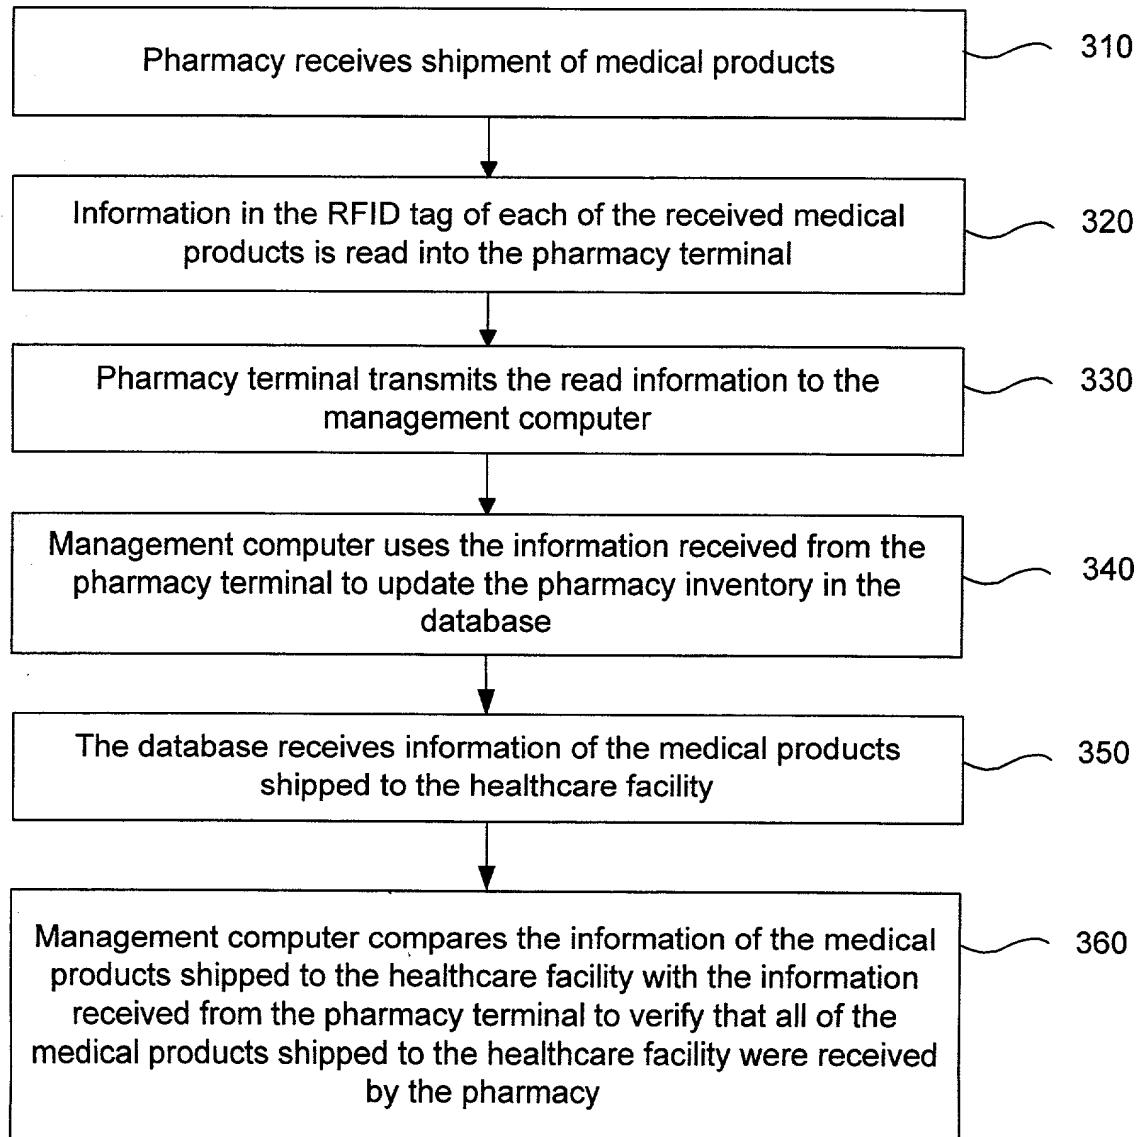 Pharmacy receives shipment of medical products
310
Information in the RFID tag of each of the received medical
products is read into the pharmacy terminal
320
Pharmacy terminal transmits the read information to the
management computer
330
Management computer uses the information received from the
pharmacy terminal to update the pharmacy inventory in the
database
340
The database receives information of the medical products
shipped to the healthcare facility
350
Management computer compares the information of the medical
products shipped to the healthcare facility with the information
received from the pharmacy terminal to verify that all of the
medical products shipped to the healthcare facility were received
by the pharmacy
360